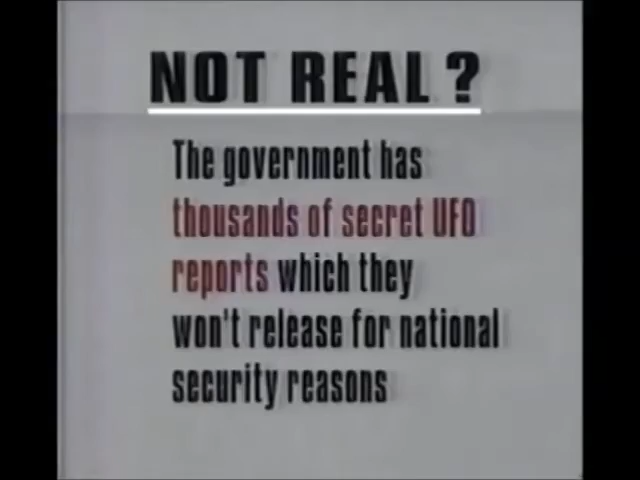 NOT REAL ?
The government has
thousands of secret UFO
reports which they
won't release for national
security reasons